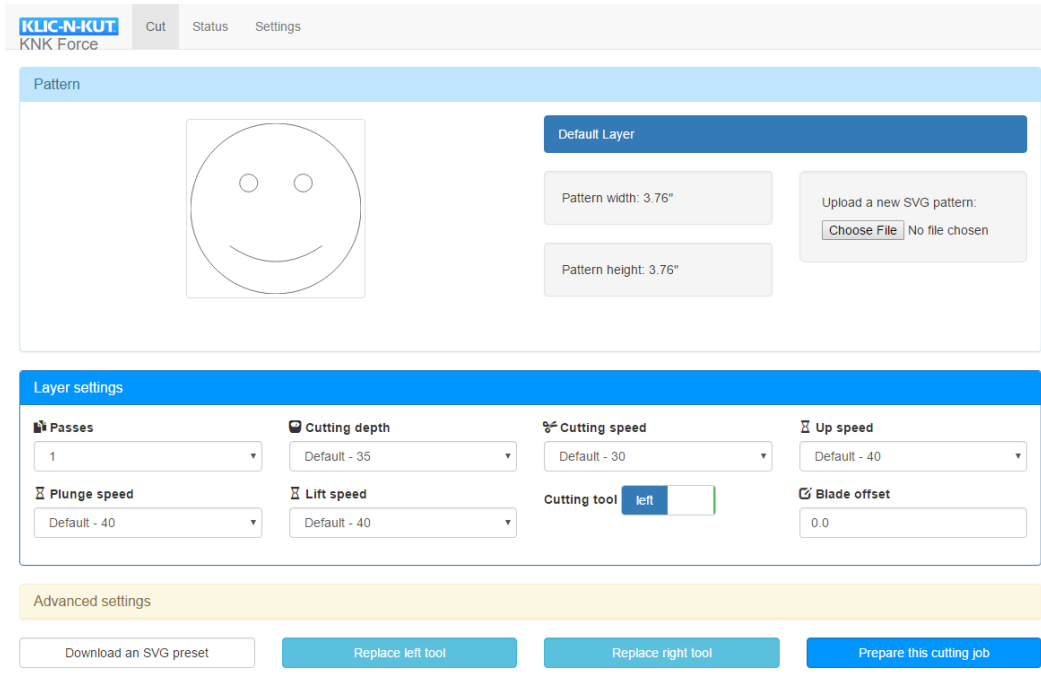 KLIC-N-KUT
KNK Force
Cut Status Settings
Pattern
Default Layer
Pattern width: 3.76"
Pattern height: 3.76"
Upload a new SVG pattern:
Choose File No file chosen
Layer settings
Passes Cutting depth Cutting speed Up speed
1 Default - 35 Default - 30 Default - 40
Plunge speed Lift speed Cutting tool left Blade offset
Default - 40 Default - 40 0.0
Advanced settings
Download an SVG preset Replace left tool Replace right tool Prepare this cutting job